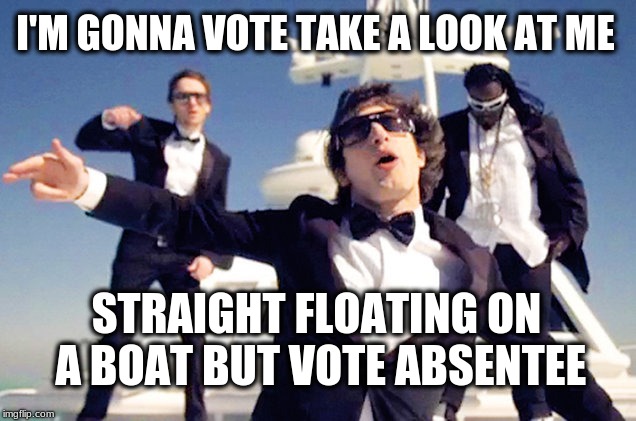 I'M GONNA VOTE TAKE A LOOK AT ME
STRAIGHT FLOATING ON
A BOAT BUT VOTE ABSENTEE
imgflip.com